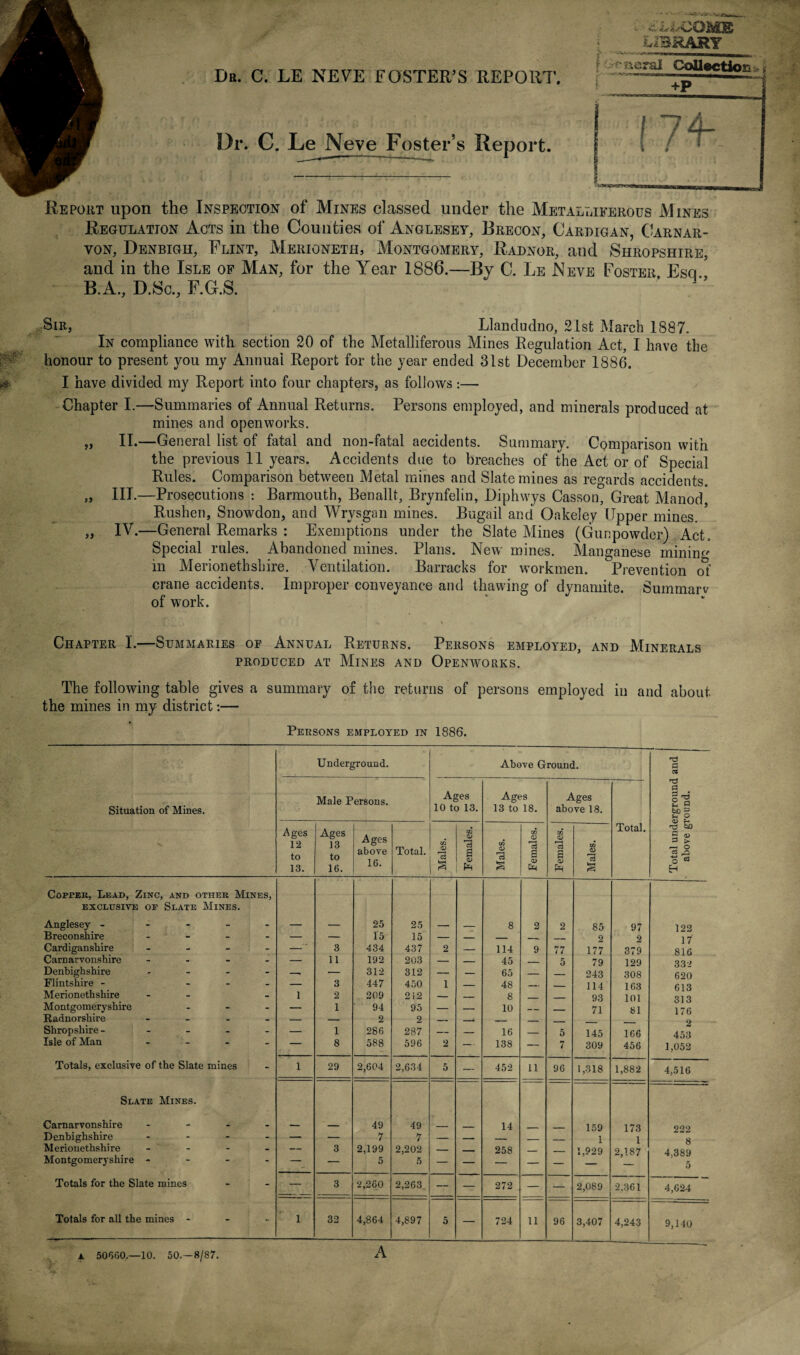 WELLCOME
LIBRARY
General Collection
+P
174
DR. C. LE NEVE FOSTER'S REPORT.
Dr. C. Le Neve Foster's Report.
REPORT upon the INSPECTION of MINES classed under the METALLIFEROUS MINES
REGULATION ACTS in the Counties of ANGLESEY, BRECON, CARDIGAN, CARNAR-
VON, DENBIGH, FLINT, MERIONETH, MONTGOMERY, RADNOR, and SHROPSHIRE,
and in the ISLE OF MAN, for the Year 1886.—By C. LE NEVE FOSTER, Esq.,
B.A., D.Sc., F.G.S.
SIR, Llandudno, 21st March 1887.
IN compliance with section 20 of the Metalliferous Mines Regulation Act, I have the
honour to present you my Annual Report for the year ended 31st December 1886.
I have divided my Report into four chapters, as follows :—
Chapter I.—Summaries of Annual Returns. Persons employed, and minerals produced at
mines and openworks.
„ II.—General list of fatal and non-fatal accidents. Summary. Comparison with
the previous 11 years. Accidents due to breaches of the Act or of Special
Rules. Comparison between Metal mines and Slate mines as regards accidents.
„ III.—Prosecutions : Barmouth, Benallt, Brynfelin, Diphwys Casson, Great Manod,
Rushen, Snowdon, and Wrysgan mines. Bugail and Oakeley Upper mines.
„ IV.—General Remarks : Exemptions under the Slate Mines (Gunpowder) Act.
Special rules. Abandoned mines. Plans. New mines. Manganese mining
in Merionethshire. Ventilation. Barracks for workmen. Prevention of
crane accidents. Improper conveyance and thawing of dynamite. Summary
of work.
CHAPTER I.—SUMMARIES OF ANNUAL RETURNS. PERSONS EMPLOYED, AND MINERALS
PRODUCED AT MINES AND OPENWORKS.
The following table gives a summary of the returns of persons employed in and about
the mines in my district :—
PERSONS EMPLOYED IN 1886.
Situation of Mines. Underground. Above Ground. Total underground and above ground.
Male Persons. Ages 10 to 13. Ages 13 to 18. Ages above 18. Total.
Ages 12 to 13. Ages 13 to 16. Ages above 16. Total. Males. Females. Males. Females. Females. Males.
COPPER, LEAD, ZINC, AND OTHER MINES,
EXCLUSIVE OF SLATE MINES.
Anglesey - - - - - — — 25 25 — — 8 2 2 85 97 122
Breconshire - - - - — — 15 15 — — — — — 2 2 17
Cardiganshire - - - - — 3 434 437 2 — 114 9 77 177 379 816
Carnarvonshire - - - - — 11 192 203 — — 45 — 5 79 129 332
Denbighshire - - - - — — 312 312 — — 65 — — 243 308 620
Flintshire - - - - — 3 447 450 1 — 48 — — 114 163 613
Merionethshire - - - 1 2 209 212 — — 8 — — 93 101 313
Montgomeryshire - - - — 1 94 95 — — 10 — — 71 81 176
Radnorshire - - - - — — 2 2 — — — — — — — 2
Shropshire - - - - - — 1 286 287 — — 16 — 5 145 166 453
Isle of Man - - - - — 8 588 596 2 — 138 — 7 309 456 1,052
Totals, exclusive of the Slate mines - 1 29 2,604 2,634 5 — 452 11 96 1,318 1,882 4,516
SLATE MINES.
Carnarvonshire - - - - — — 49 49 — — 14 — — 159 173 222
Denbighshire - - - - — — 7 7 — — — — — 1 1 8
Merionethshire - - - - — 3 2,199 2,202 — — 258 — — 1,929 2,187 4,389
Montgomeryshire - - - - — — 5 5 — — — — — — — 5
Totals for the Slate mines - - — 3 2,260 2,263 — — 272 — — 2,089 2,361 4,624
Totals for all the mines - - - 1 32 4,864 4,897 5 — 724 11 96 3,407 4,243 9,140
A 50660.—10. 50.—8/87. A